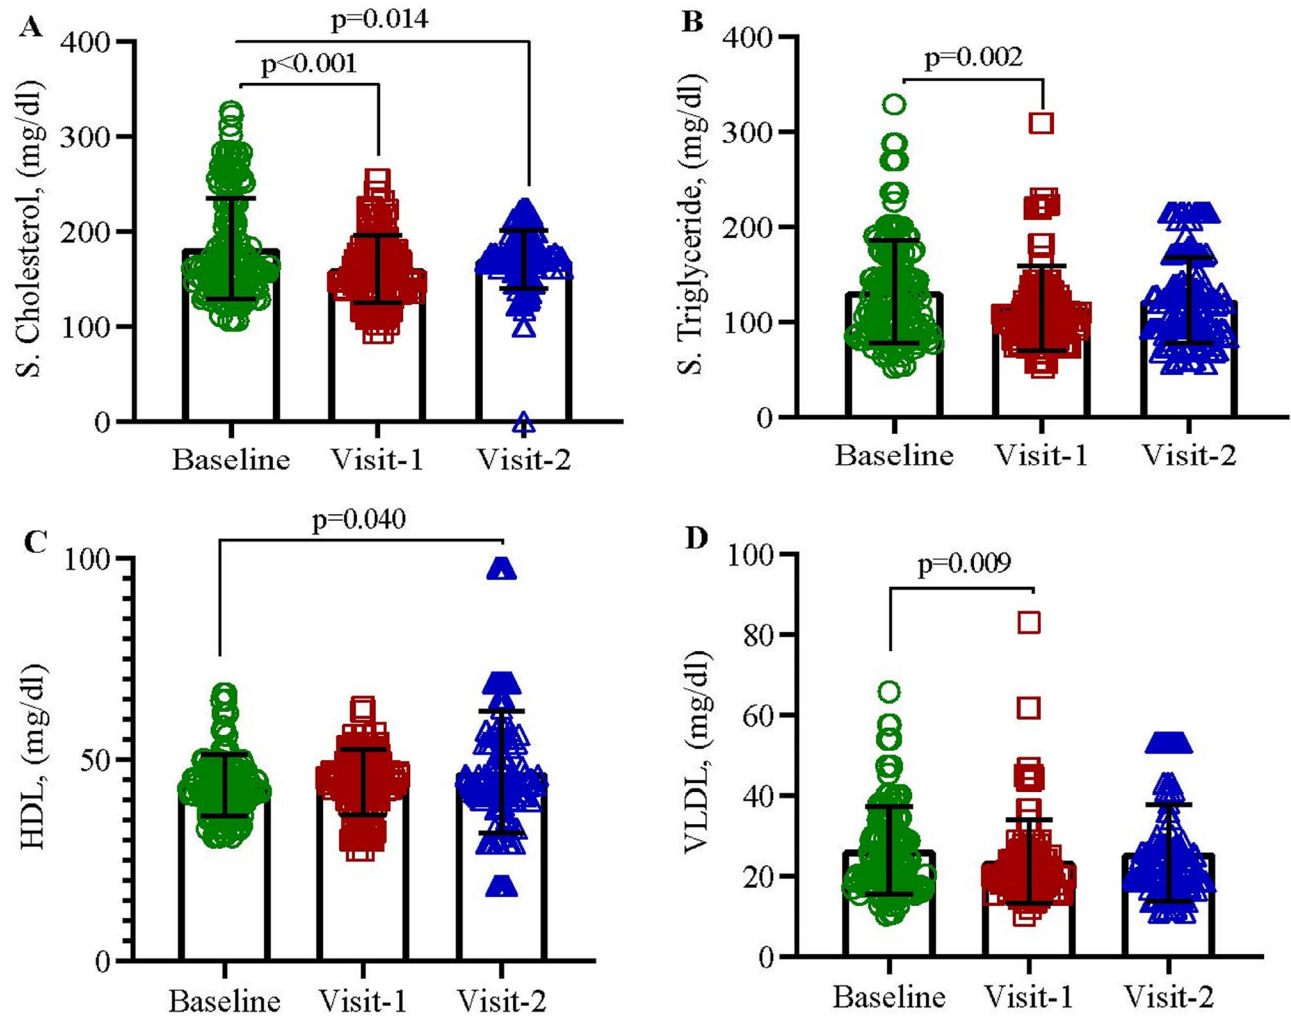 A
p=0.014
p<0.001
S. Cholesterol, (mg/dl)
400
300
200
100
0
Baseline Visit-1 Visit-2
B
p=0.002
S. Triglyceride, (mg/dl)
400
300
200
100
0
Baseline Visit-1 Visit-2
C
p=0.040
HDL, (mg/dl)
100
50
0
Baseline Visit-1 Visit-2
D
p=0.009
VLDL, (mg/dl)
100
80
60
40
20
0
Baseline Visit-1 Visit-2